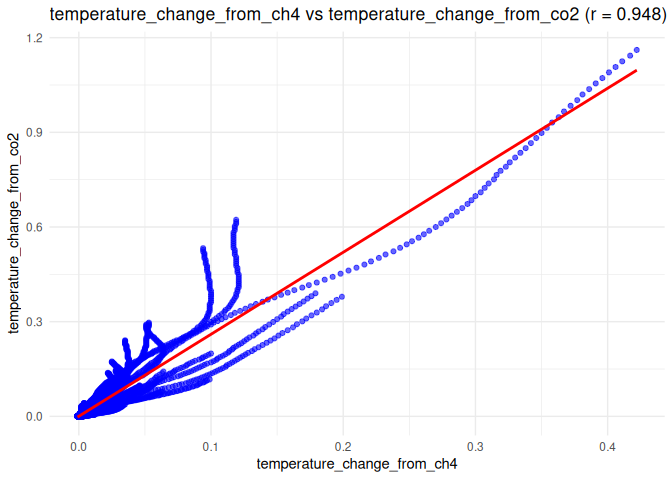 temperature_change_from_ch4 vs temperature_change_from_co2 (r = 0.948)
1.2
0.9
0.6
0.3
0.0
temperature_change_from_co2
0.0 0.1 0.2 0.3 0.4
temperature_change_from_ch4